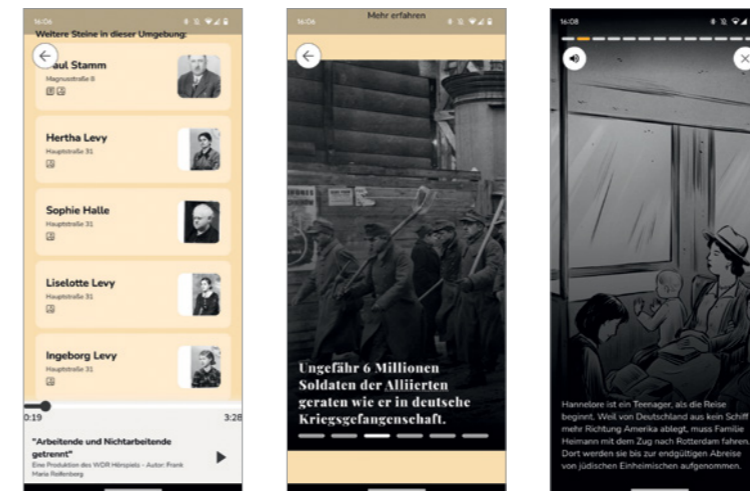 16:06
Weitere Steine in dieser Umgebung:
Paul Stamm
Magnusstraße 8
Hertha Levy
Hauptstraße 31
Sophie Halle
Hauptstraße 31
Liselotte Levy
Hauptstraße 31
Ingeborg Levy
Hauptstraße 31
0:19
3:28
"Arbeitende und Nichtarbeitende
getrennt"
Eine Produktion des WDR Hörspiels - Autor: Frank
Maria Reifenberg
16:06
Mehr erfahren
Ungefähr 6 Millionen
Soldaten der Alliierten
geraten wie er in deutsche
Kriegsgefangenschaft.
16:08
Hannelore ist ein Teenager, als die Reise
beginnt. Weil von Deutschland aus kein Schiff
mehr Richtung Amerika ablegt, muss Familie
Heimann mit dem Zug nach Rotterdam fahren.
Dort werden sie bis zur endgültigen Abreise
von jüdischen Einheimischen aufgenommen.